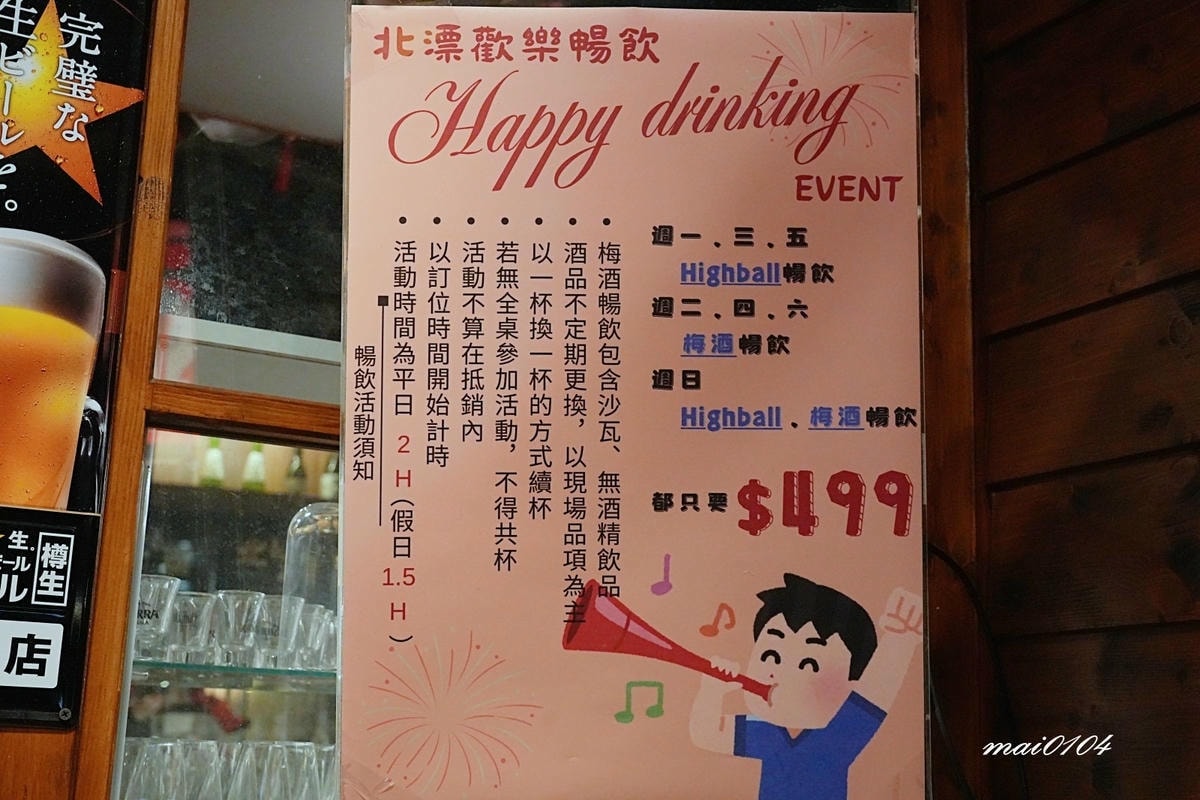 北漂歡樂暢飲
Happy drinking
EVENT
週一、三、五
Highball暢飲
週二、四、六
梅酒暢飲
週日
Highball、梅酒暢飲
都只要$499
梅酒暢飲包含沙瓦、無酒精飲品
酒品不定期更換，以現場品項為主
以一杯換一杯的方式續杯
若無全桌參加活動，不得共杯
活動不算在抵銷內
以訂位時間開始計時
活動時間為平日2H（假日1.5H）
暢飲活動須知
完璧な
生ビールを。
樽生
生。
ール
ル
店
mai0104